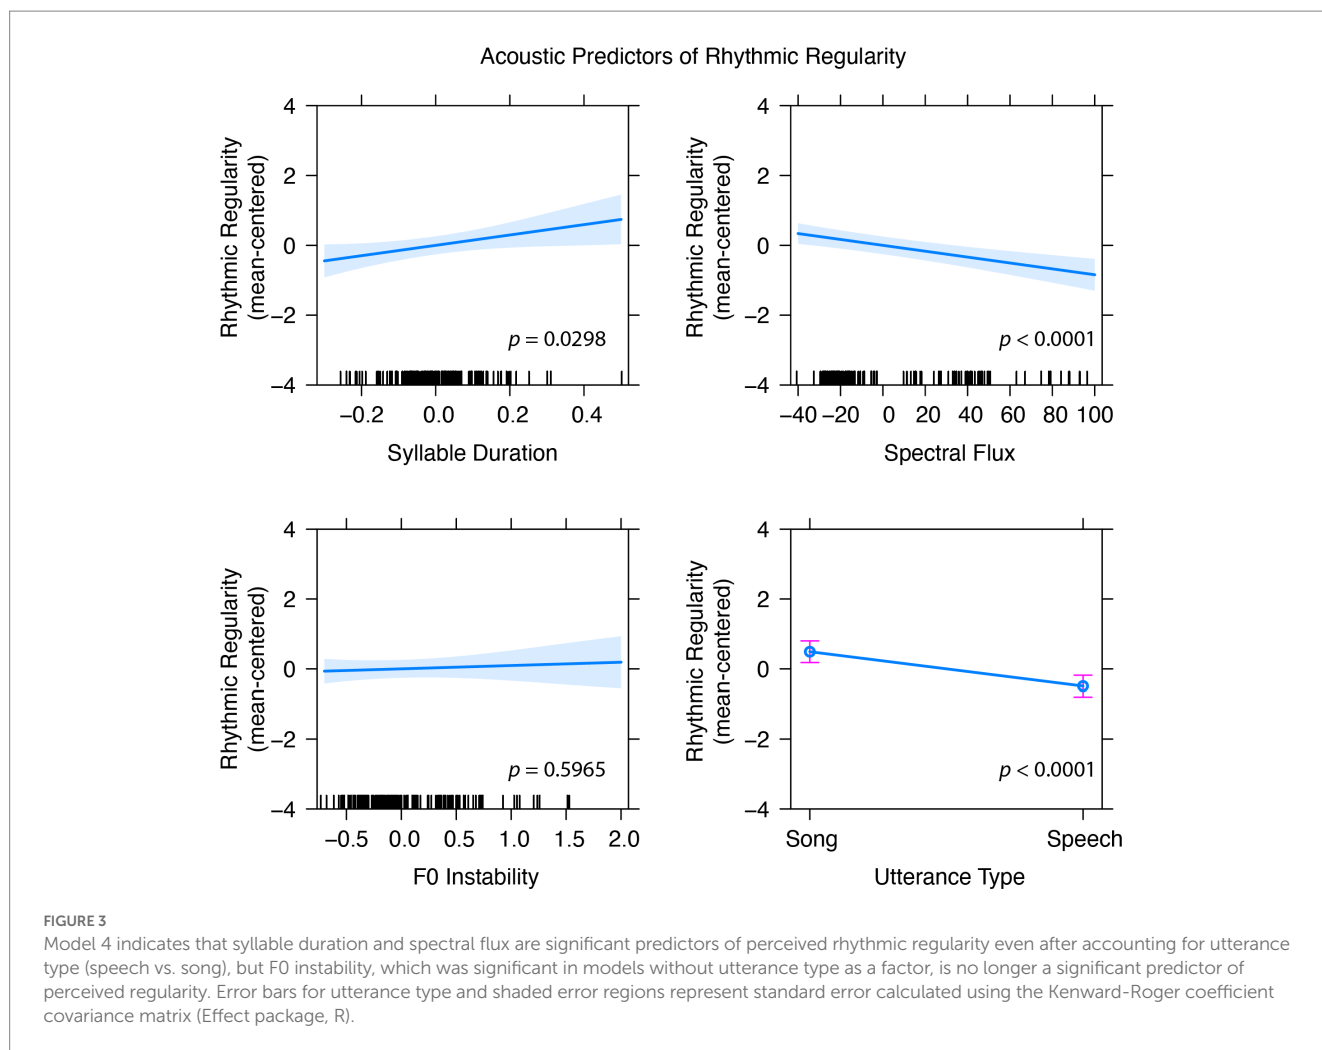 Acoustic Predictors of Rhythmic Regularity
Rhythmic Regularity
(mean-centered)
4
2
0
−2
−4
p = 0.0298
−0.2 0.0 0.2 0.4
Syllable Duration
Rhythmic Regularity
(mean-centered)
4
2
0
−2
−4
p < 0.0001
−40 −20 0 20 40 60 80 100
Spectral Flux
Rhythmic Regularity
(mean-centered)
4
2
0
−2
−4
p = 0.5965
−0.5 0.0 0.5 1.0 1.5 2.0
F0 Instability
Rhythmic Regularity
(mean-centered)
4
2
0
−2
−4
p < 0.0001
Song Speech
Utterance Type
FIGURE 3
Model 4 indicates that syllable duration and spectral flux are significant predictors of perceived rhythmic regularity even after accounting for utterance
type (speech vs. song), but F0 instability, which was significant in models without utterance type as a factor, is no longer a significant predictor of
perceived regularity. Error bars for utterance type and shaded error regions represent standard error calculated using the Kenward-Roger coefficient
covariance matrix (Effect package, R).